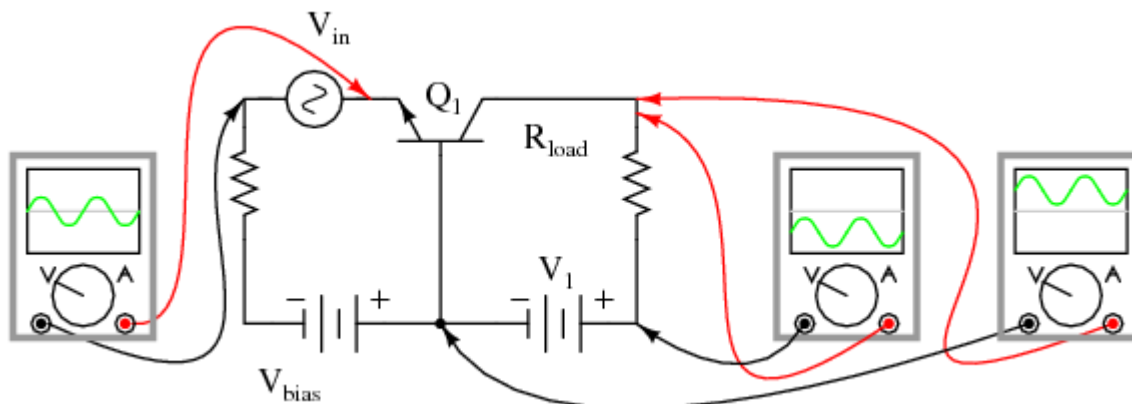 V_in
Q_1
R_load
V A
V A
V A
V_1
− +
− +
V_bias